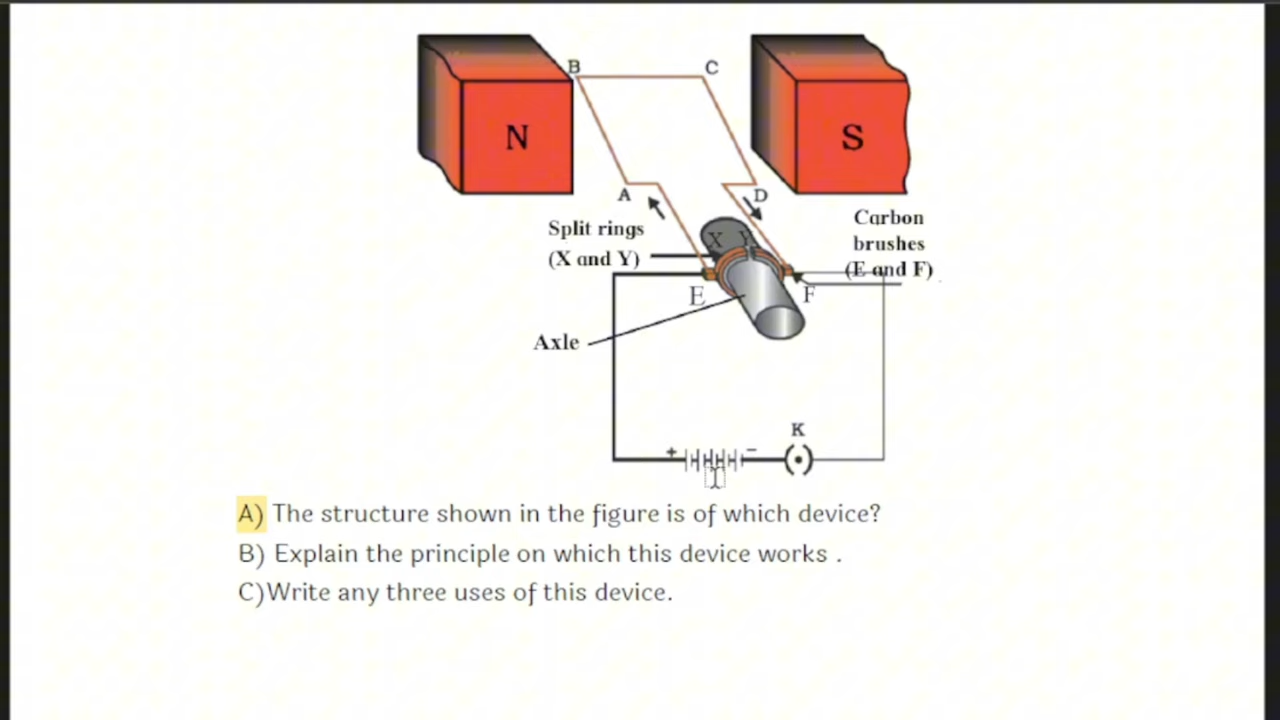 B
C
N
S
A
D
Split rings
(X and Y)
X
Y
Carbon
brushes
(E and F)
E
F
Axle
K
+
−
A) The structure shown in the figure is of which device?
B) Explain the principle on which this device works .
C)Write any three uses of this device.